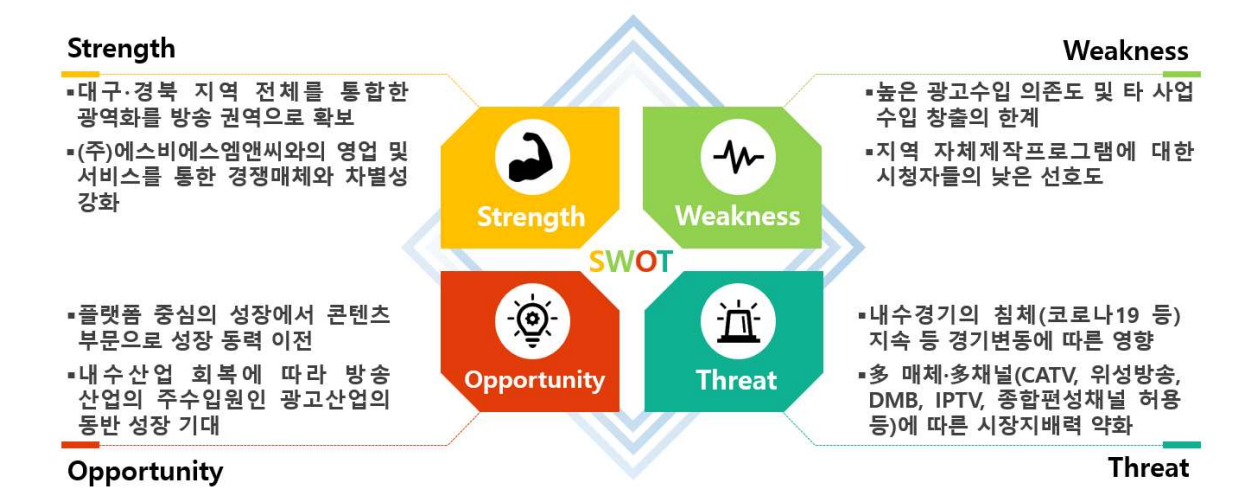 Strength
▪대구·경북 지역 전체를 통합한
광역화를 방송 권역으로 확보
▪(주)에스비에스엠앤씨와의 영업 및
서비스를 통한 경쟁매체와 차별성
강화
Weakness
▪높은 광고수입 의존도 및 타 사업
수입 창출의 한계
▪지역 자체제작프로그램에 대한
시청자들의 낮은 선호도
Strength
Weakness
SWOT
Opportunity
Threat
▪플랫폼 중심의 성장에서 콘텐츠
부문으로 성장 동력 이전
▪내수산업 회복에 따라 방송
산업의 주수입원인 광고산업의
동반 성장 기대
Opportunity
▪내수경기의 침체(코로나19 등)
지속 등 경기변동에 따른 영향
▪多 매체·多채널(CATV, 위성방송,
DMB, IPTV, 종합편성채널 허용
등)에 따른 시장지배력 약화
Threat